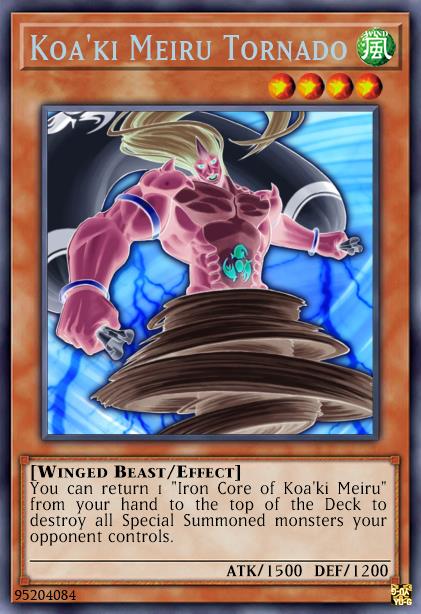 Koa'ki Meiru Tornado
WIND
風
[Winged Beast/Effect]
You can return 1 "Iron Core of Koa'ki Meiru"
from your hand to the top of the Deck to
destroy all Special Summoned monsters your
opponent controls.
ATK/1500 DEF/1200
95204084